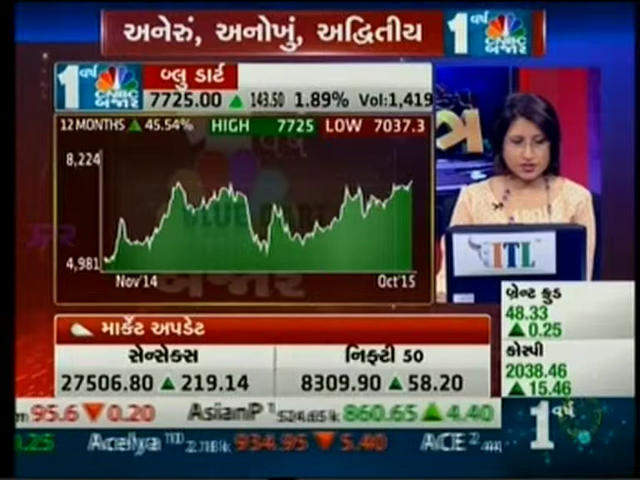 અનેરું, અનોખું, અદ્વિતીય
1 વર્ષ CNBC બજાર
1 વર્ષ CNBC બજાર
બ્લુ ડાર્ટ
7725.00 143.50 1.89% Vol:1,419
12 MONTHS 45.54% HIGH 7725 LOW 7037.3
8,224
4,981
Nov'14 Oct'15
ITL
બ્રેન્ટ ક્રુડ
48.33
0.25
કોસ્પી
2038.46
15.46
માર્કેટ અપડેટ
સેન્સેક્સ નિફ્ટી 50
27506.80 219.14 8309.90 58.20
95.6 0.20 AsianP 860.65 4.40
0.25 Accelya 934.95 5.40 ACE
1 વર્ષ